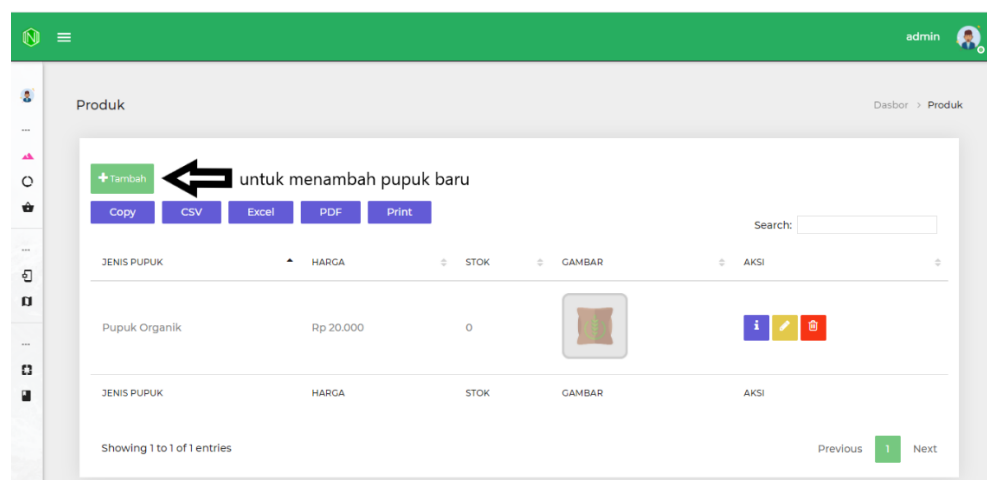 admin
Produk
Dasbor > Produk
+Tambah
untuk menambah pupuk baru
Copy CSV Excel PDF Print
Search:
JENIS PUPUK HARGA STOK GAMBAR AKSI
Pupuk Organik Rp 20.000 0
JENIS PUPUK HARGA STOK GAMBAR AKSI
Showing 1 to 1 of 1 entries
Previous 1 Next